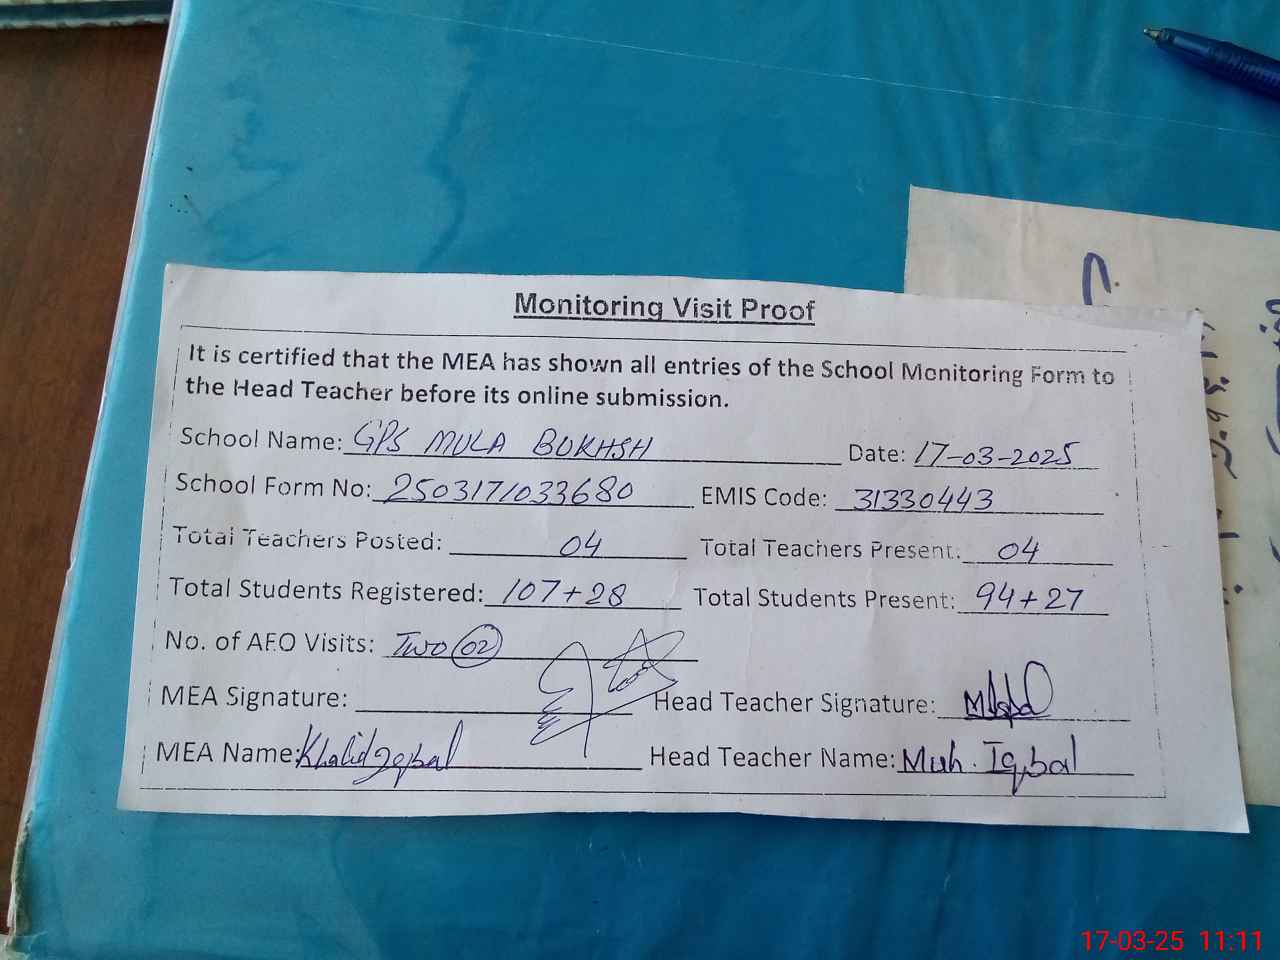 Monitoring Visit Proof
It is certified that the MEA has shown all entries of the School Monitoring Form to
the Head Teacher before its online submission.
School Name: GPS MULA BUKHSH Date: 17-03-2025
School Form No: 250317/033680 EMIS Code: 31330443
Total Teachers Posted: 04 Total Teachers Present: 04
Total Students Registered: 107+28 Total Students Present: 94+27
No. of AEO Visits: Two 02
MEA Signature: Head Teacher Signature: MIqbal
MEA Name: Khalid Iqbal Head Teacher Name: Muh. Iqbal
17-03-25 11:11